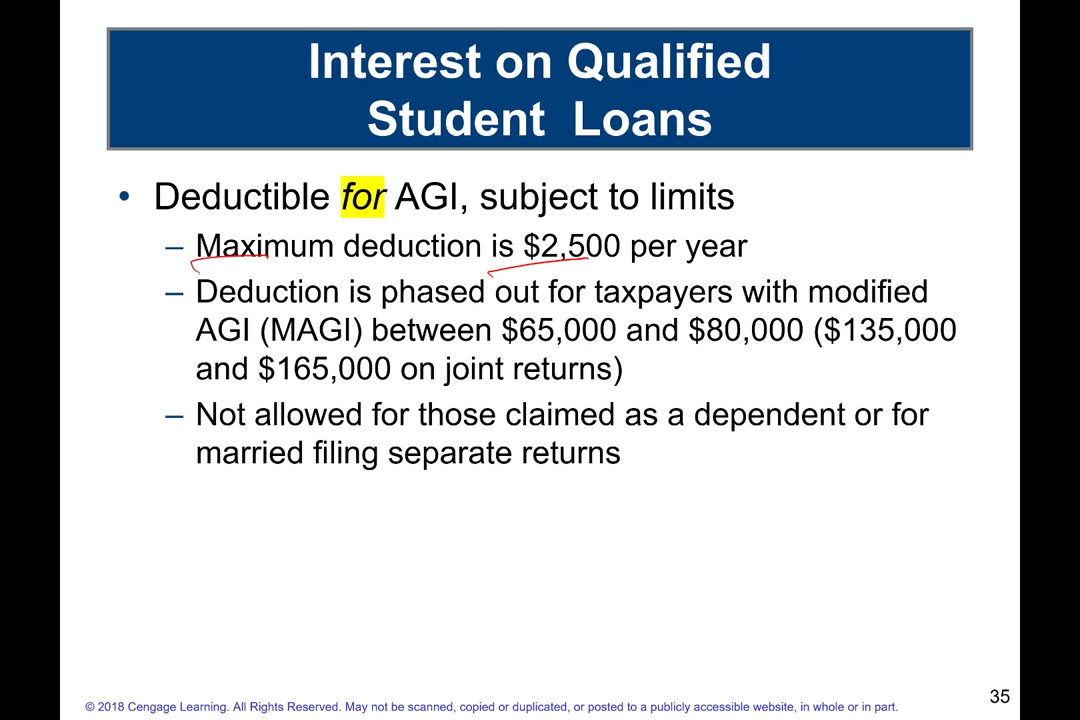 Interest on Qualified
Student Loans
• Deductible for AGI, subject to limits
– Maximum deduction is $2,500 per year
– Deduction is phased out for taxpayers with modified
AGI (MAGI) between $65,000 and $80,000 ($135,000
and $165,000 on joint returns)
– Not allowed for those claimed as a dependent or for
married filing separate returns
35
© 2018 Cengage Learning. All Rights Reserved. May not be scanned, copied or duplicated, or posted to a publicly accessible website, in whole or in part.